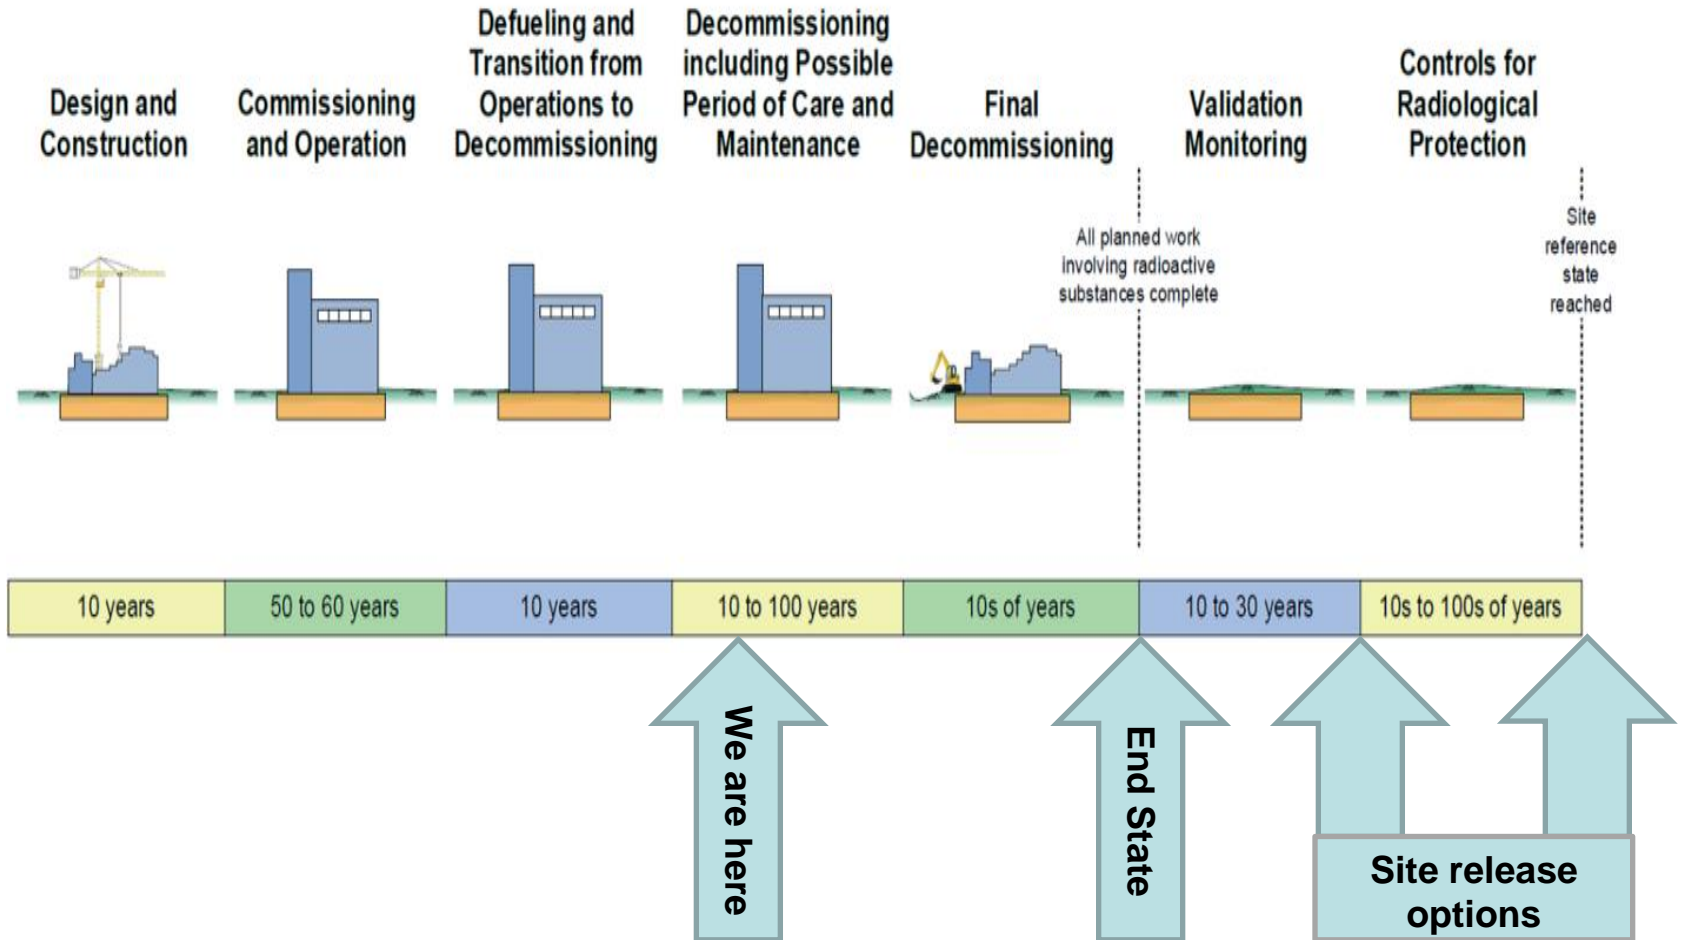 Design and
Construction
Commissioning
and Operation
Defueling and
Transition from
Operations to
Decommissioning
Decommissioning
including Possible
Period of Care and
Maintenance
Final
Decommissioning
Validation
Monitoring
Controls for
Radiological
Protection
All planned work
involving radioactive
substances complete
Site
reference
state
reached
10 years
50 to 60 years
10 years
10 to 100 years
10s of years
10 to 30 years
10s to 100s of years
We are here
End State
Site release
options